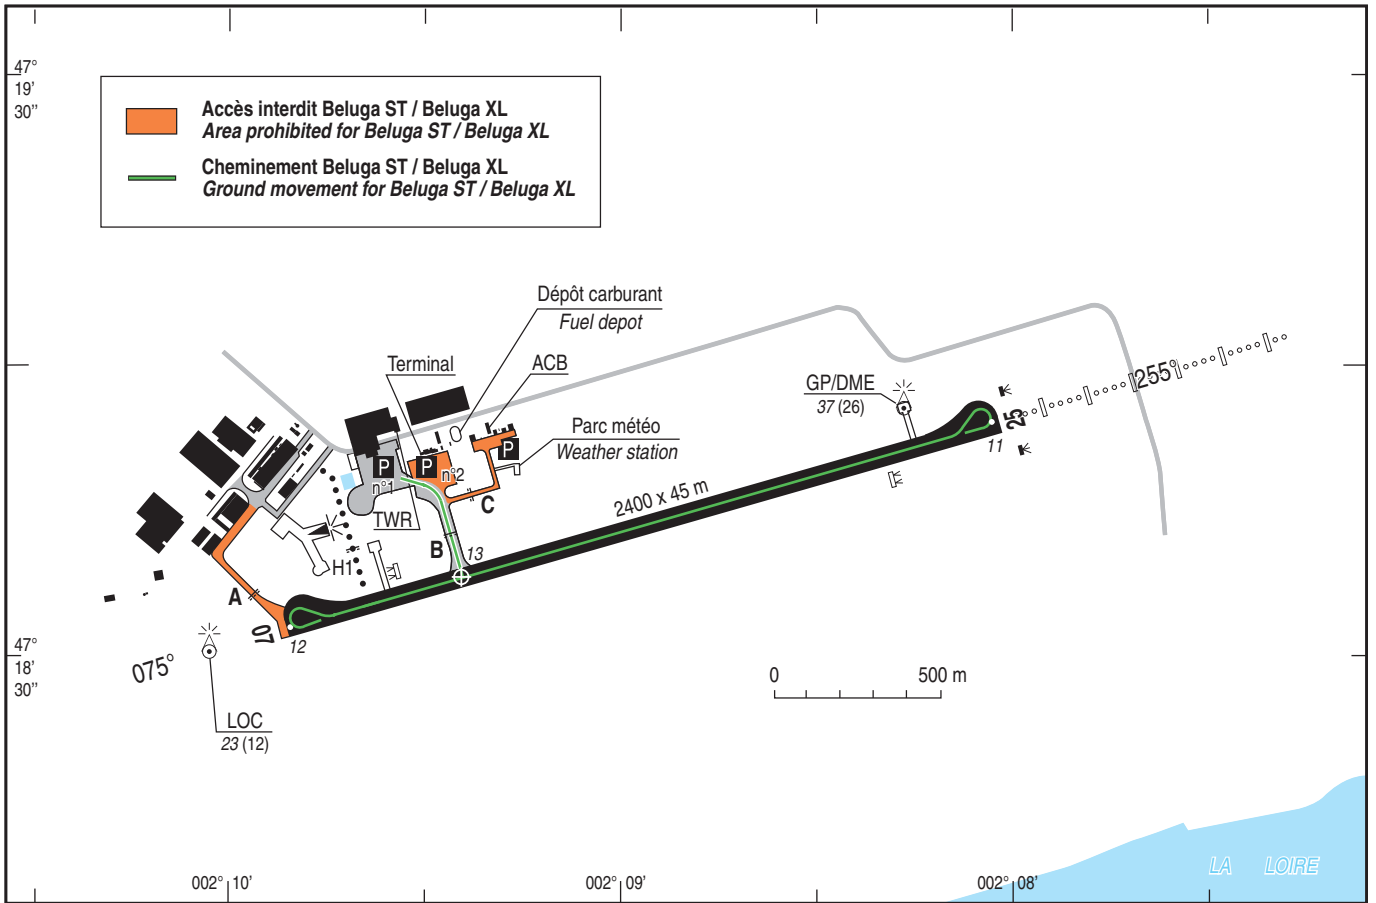 47°
19'
30''
Accès interdit Beluga ST / Beluga XL
Area prohibited for Beluga ST / Beluga XL
Cheminement Beluga ST / Beluga XL
Ground movement for Beluga ST / Beluga XL
Dépôt carburant
Fuel depot
Terminal
ACB
GP/DME
37 (26)
255°
25
11
Parc météo
Weather station
P
P
P
n°1
n°2
2400 x 45 m
C
TWR
B
13
H1
A
07
12
075°
47°
18'
30''
LOC
23 (12)
0
500 m
LA LOIRE
002° 10'
002° 09'
002° 08'